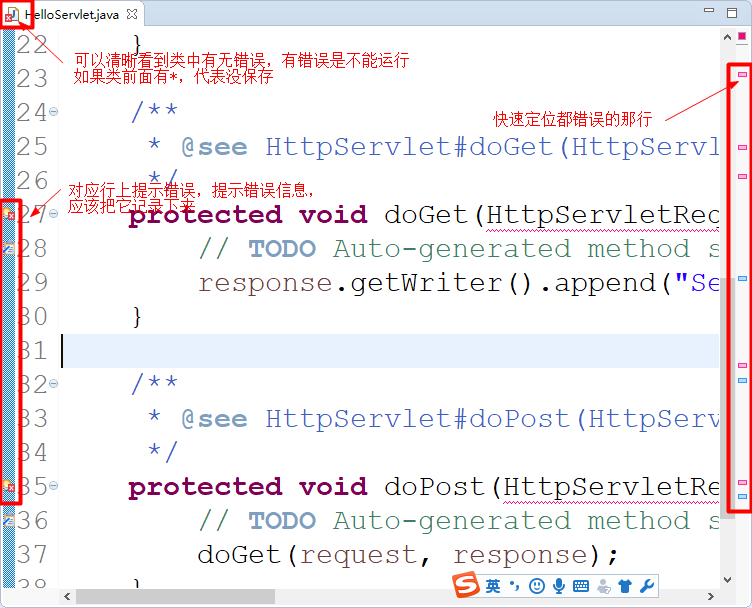 HelloServlet.java
22 }
可以清晰看到类中有无错误，有错误是不能运行
23
如果类前面有*，代表没保存
24 /**
快速定位都错误的那行
25 * @see HttpServlet#doGet(HttpServl
26 */
对应行上提示错误，提示错误信息，
应该把它记录下来
27 protected void doGet(HttpServletReq
28 // TODO Auto-generated method s
29 response.getWriter().append("Se
30 }
31
32 /**
33 * @see HttpServlet#doPost(HttpServ
34 */
35 protected void doPost(HttpServletRe
36 // TODO Auto-generated method s
37 doGet(request, response);
38 }
英